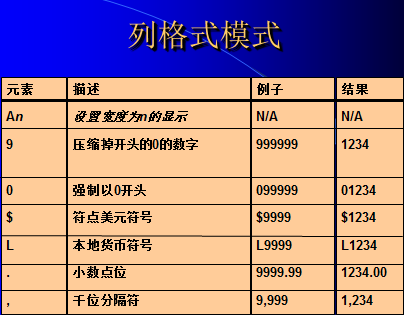 列格式模式
元素 描述 例子 结果
An 设置宽度为n的显示 N/A N/A
9 压缩掉开头的0的数字 999999 1234
0 强制以0开头 099999 01234
$ 符点美元符号 $9999 $1234
L 本地货币符号 L9999 L1234
. 小数点位 9999.99 1234.00
, 千位分隔符 9,999 1,234